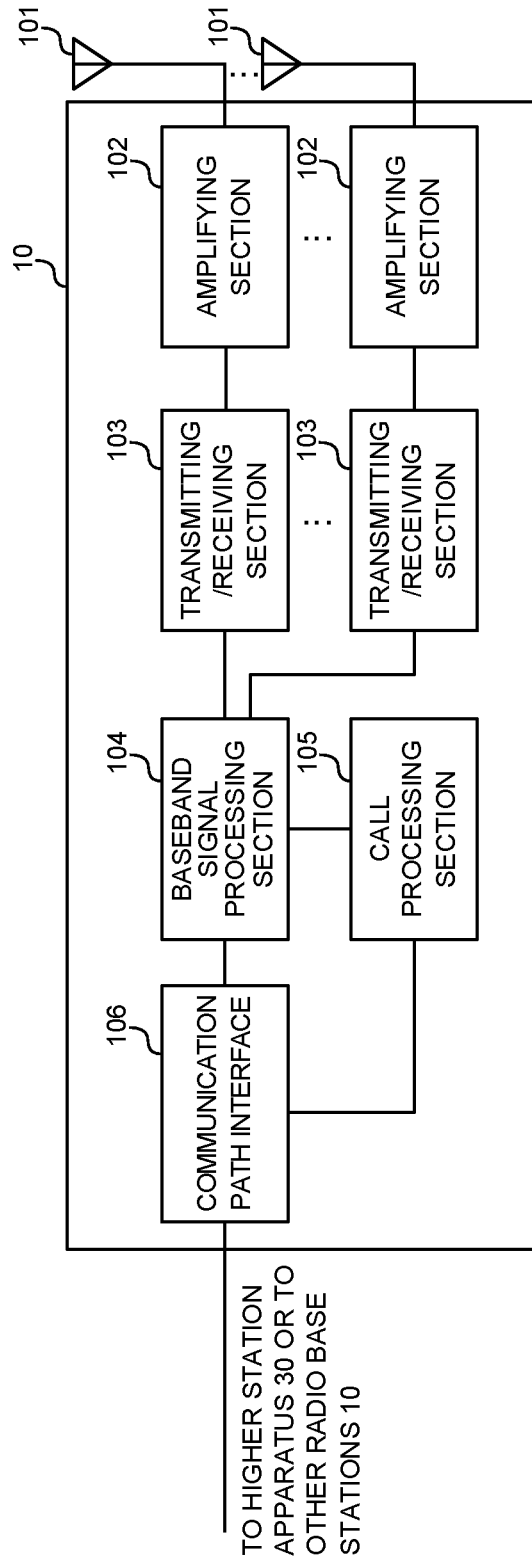 10
101
101
102
AMPLIFYING
SECTION
102
AMPLIFYING
SECTION
...
103
TRANSMITTING
/RECEIVING
SECTION
103
TRANSMITTING
/RECEIVING
SECTION
...
...
104
BASEBAND
SIGNAL
PROCESSING
SECTION
105
CALL
PROCESSING
SECTION
106
COMMUNICATION
PATH INTERFACE
TO HIGHER STATION
APPARATUS 30 OR TO
OTHER RADIO BASE
STATIONS 10